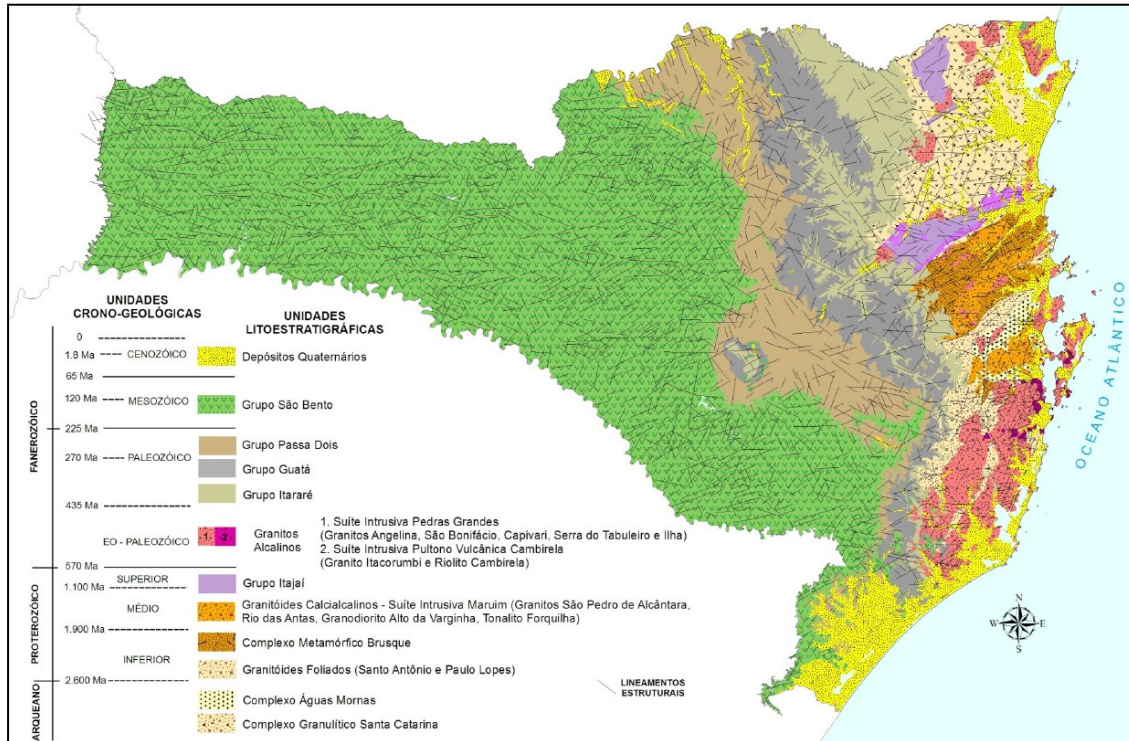 OCEANO ATLÂNTICO
N
W E
S
UNIDADES
CRONO-GEOLÓGICAS
UNIDADES
LITOESTRATIGRÁFICAS
FANEROZÓICO
PROTEROZÓICO
ARQUEANO
0
1.8 Ma CENOZÓICO
Depósitos Quaternários
65 Ma
120 Ma MESOZÓICO
Grupo São Bento
225 Ma
Grupo Passa Dois
270 Ma PALEOZÓICO
Grupo Guatá
Grupo Itararé
435 Ma
EO - PALEOZÓICO
-1- -2-
Granitos
Alcalinos
1. Suíte Intrusiva Pedras Grandes
(Granitos Angelina, São Bonifácio, Capivari, Serra do Tabuleiro e Ilha)
2. Suíte Intrusiva Pultono Vulcânica Cambirela
(Granito Itacorumbi e Riolito Cambirela)
570 Ma
SUPERIOR
Grupo Itajaí
1.100 Ma
MÉDIO
Granitóides Calcialcalinos - Suíte Intrusiva Maruim (Granitos São Pedro de Alcântara,
Rio das Antas, Granodiorito Alto da Varginha, Tonalito Forquilha)
1.900 Ma
Complexo Metamórfico Brusque
INFERIOR
Granitóides Foliados (Santo Antônio e Paulo Lopes)
2.600 Ma
Complexo Águas Mornas
Complexo Granulítico Santa Catarina
LINEAMENTOS
ESTRUTURAIS